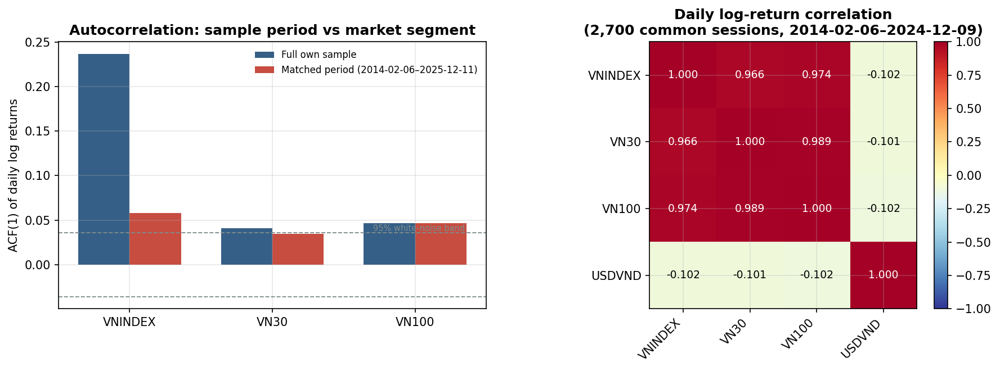 Autocorrelation: sample period vs market segment
ACF(1) of daily log returns
0.25
0.20
0.15
0.10
0.05
0.00
Full own sample
Matched period (2014-02-06–2025-12-11)
95% white-noise band
VNINDEX
VN30
VN100
Daily log-return correlation
(2,700 common sessions, 2014-02-06–2024-12-09)
VNINDEX
1.000
0.966
0.974
-0.102
VN30
0.966
1.000
0.989
-0.101
VN100
0.974
0.989
1.000
-0.102
USDVND
-0.102
-0.101
-0.102
1.000
VNINDEX
VN30
VN100
USDVND
1.00
0.75
0.50
0.25
0.00
−0.25
−0.50
−0.75
−1.00